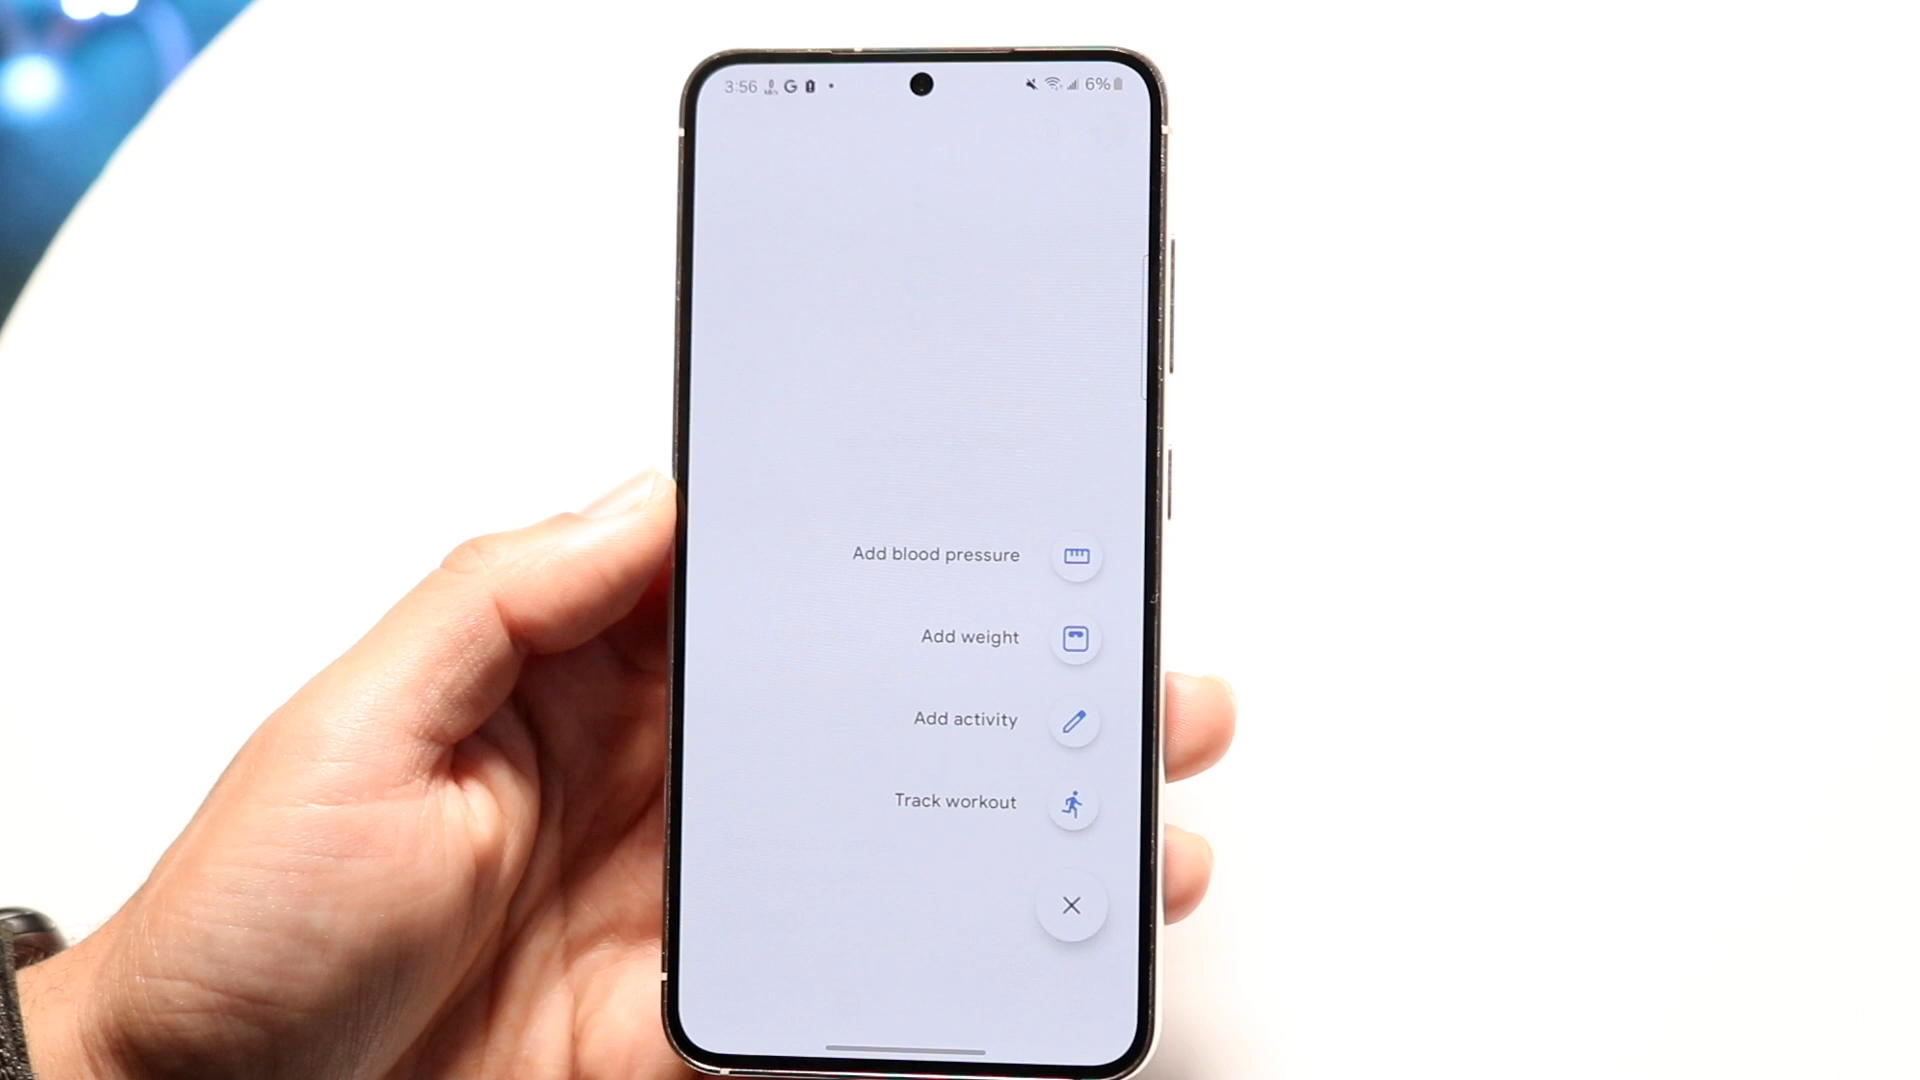 3:56 G 6%
Add blood pressure
Add weight
Add activity
Track workout